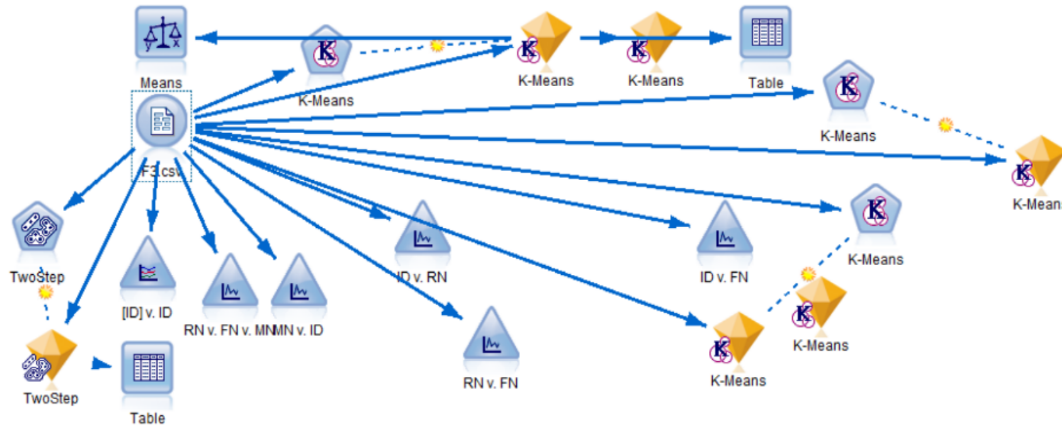 Means
K-Means
K-Means
K-Means
Table
K-Means
F3.csv
K-Means
TwoStep
[ID] v. ID
RN v. FN v. MN
MN v. ID
ID v. RN
ID v. FN
K-Means
K-Means
RN v. FN
K-Means
TwoStep
Table